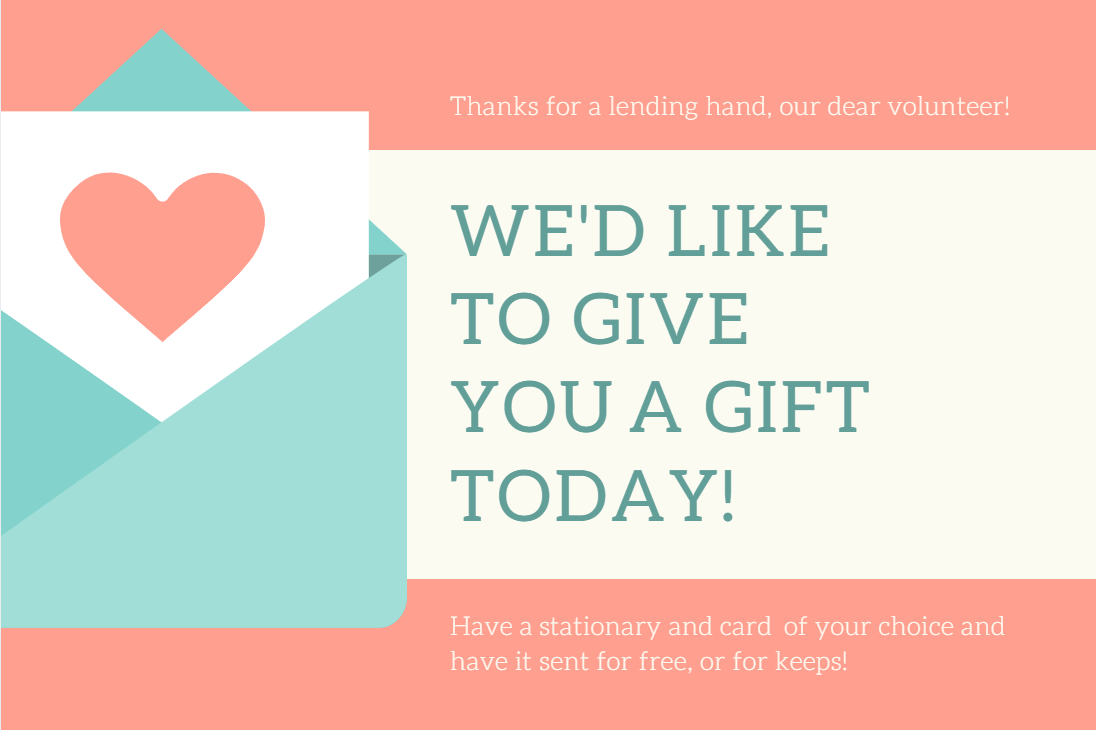 Thanks for a lending hand, our dear volunteer!
WE'D LIKE
TO GIVE
YOU A GIFT
TODAY!
Have a stationary and card of your choice and
have it sent for free, or for keeps!